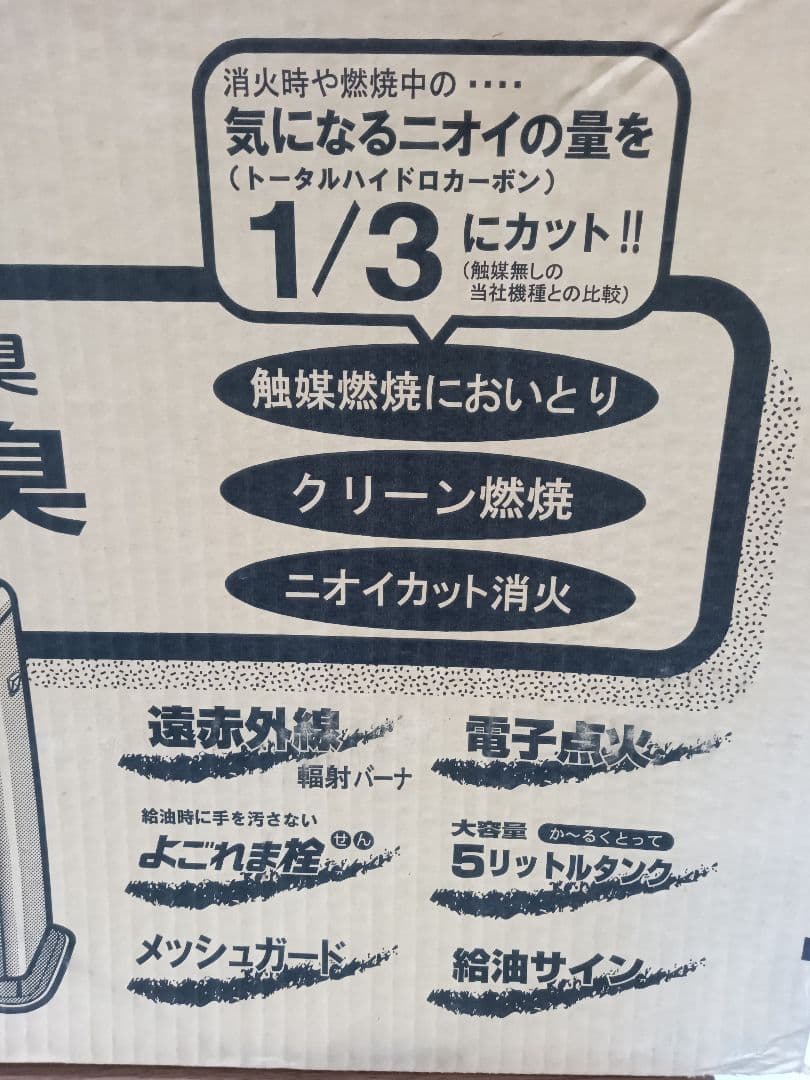 消火時や燃焼中の････
気になるニオイの量を
（トータルハイドロカーボン）
1/3 にカット!!
（触媒無しの
当社機種との比較）
臭
臭
触媒燃焼においとり
クリーン燃焼
ニオイカット消火
遠赤外線
輻射バーナ
電子点火
給油時に手を汚さない
よごれま栓 せん
大容量 か〜るくとって
5リットルタンク
メッシュガード
給油サイン